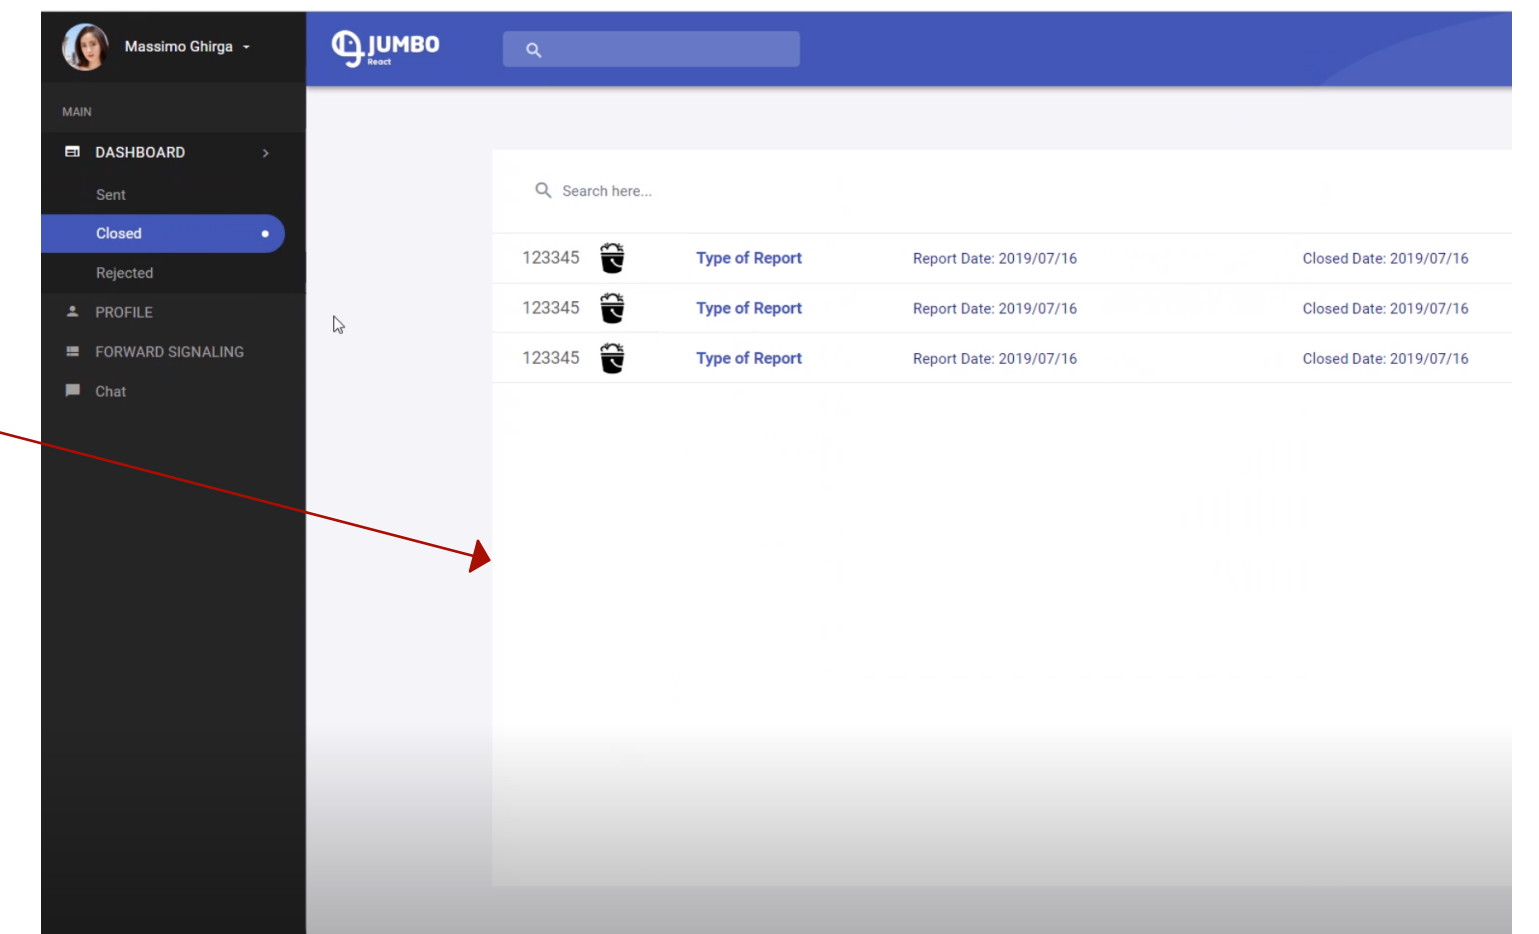 Massimo Ghirga
JUMBO
React
MAIN
DASHBOARD
Sent
Closed
Rejected
PROFILE
FORWARD SIGNALING
Chat
Search here...
123345 Type of Report Report Date: 2019/07/16 Closed Date: 2019/07/16
123345 Type of Report Report Date: 2019/07/16 Closed Date: 2019/07/16
123345 Type of Report Report Date: 2019/07/16 Closed Date: 2019/07/16